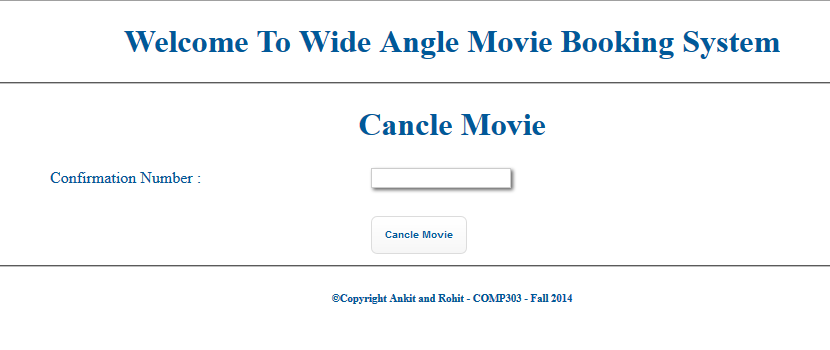 Welcome To Wide Angle Movie Booking System
Cancle Movie
Confirmation Number :
Cancle Movie
©Copyright Ankit and Rohit - COMP303 - Fall 2014